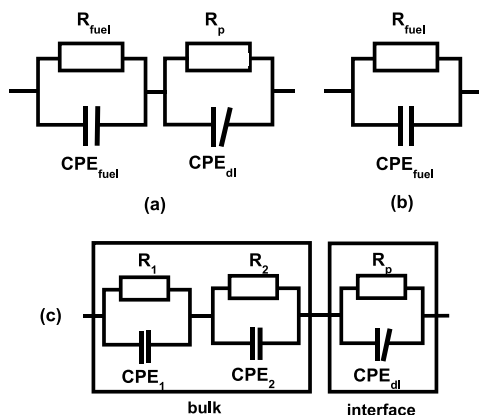 R_fuel R_p R_fuel
CPE_fuel CPE_dl CPE_fuel
(a) (b)
R_1 R_2 R_p
(c)
CPE_1 CPE_2 CPE_dl
bulk interface